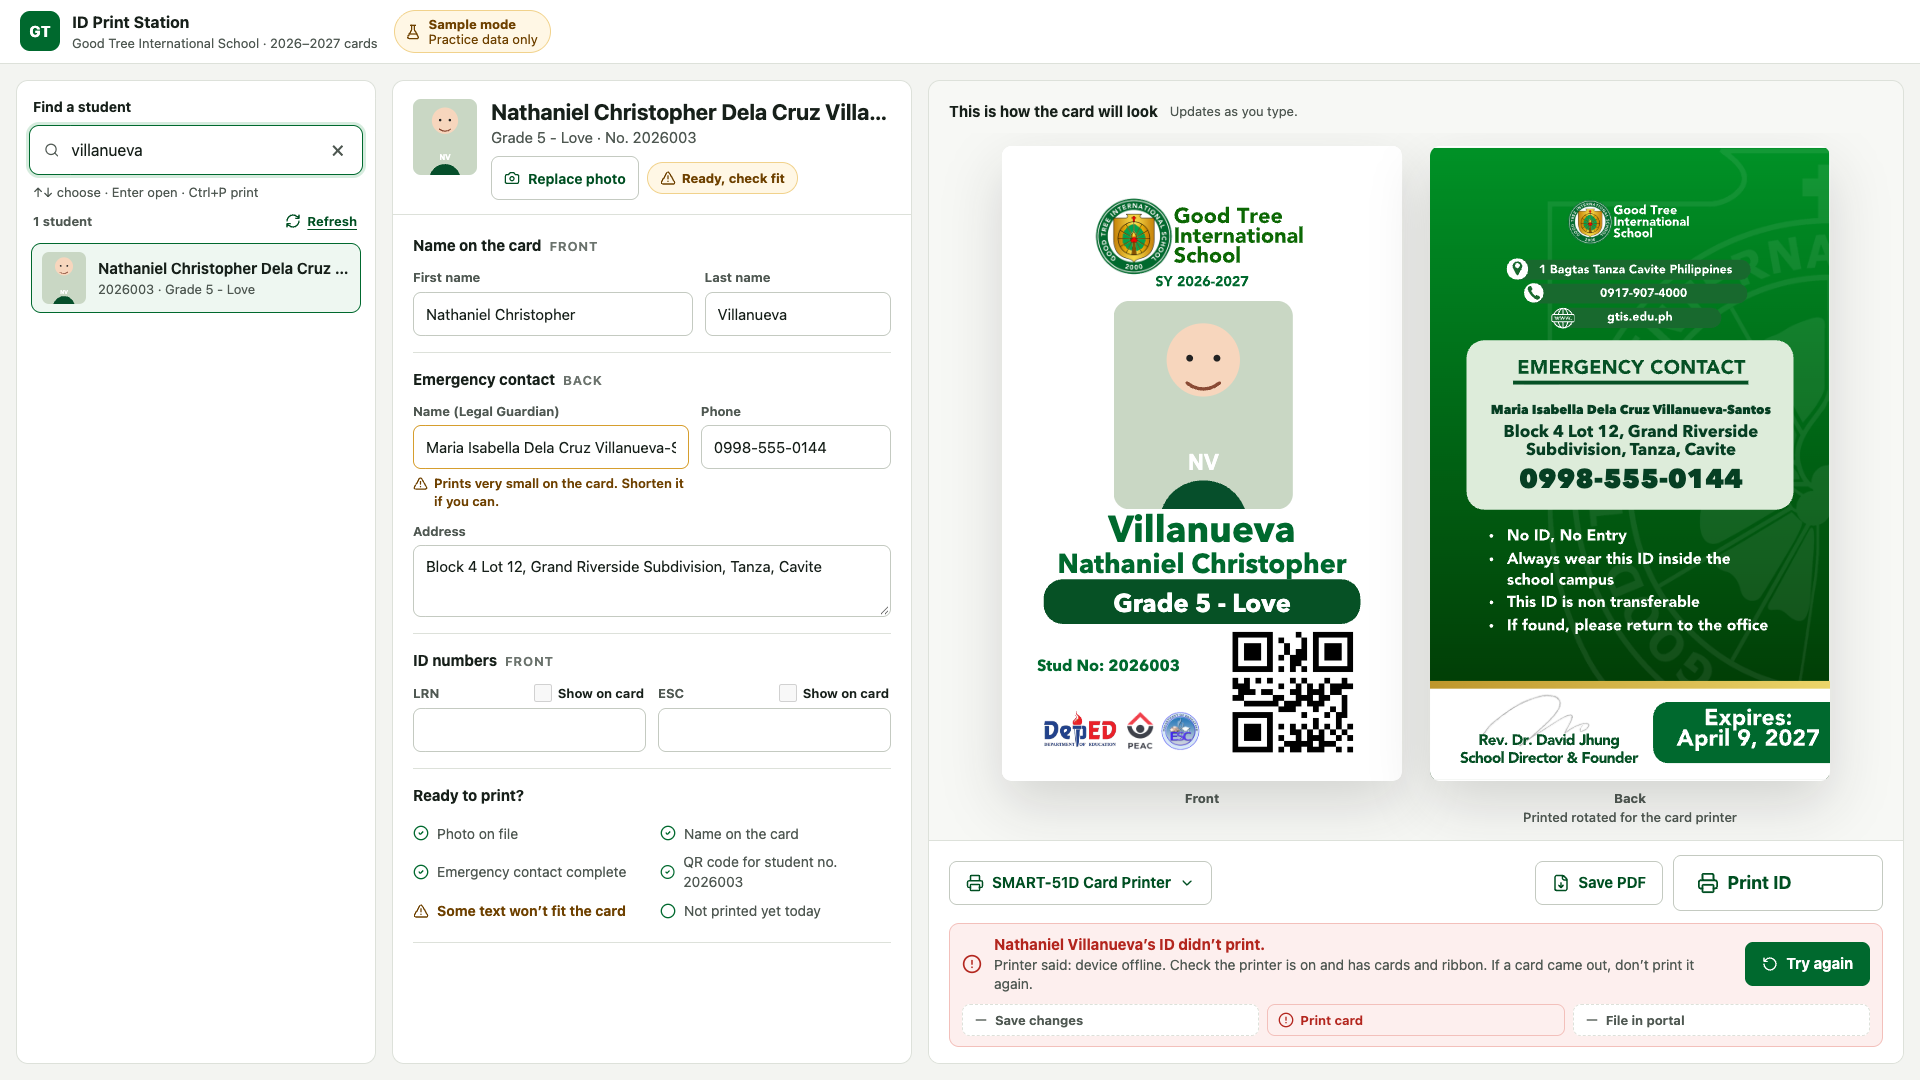 GT
ID Print Station
Good Tree International School · 2026–2027 cards
Sample mode
Practice data only
Find a student
villanueva
↑↓ choose · Enter open · Ctrl+P print
1 student
Refresh
NV
Nathaniel Christopher Dela Cruz ...
2026003 · Grade 5 - Love
NV
Nathaniel Christopher Dela Cruz Villa...
Grade 5 - Love · No. 2026003
Replace photo
Ready, check fit
Name on the card FRONT
First name
Last name
Nathaniel Christopher
Villanueva
Emergency contact BACK
Name (Legal Guardian)
Phone
Maria Isabella Dela Cruz Villanueva-S
0998-555-0144
Prints very small on the card. Shorten it
if you can.
Address
Block 4 Lot 12, Grand Riverside Subdivision, Tanza, Cavite
ID numbers FRONT
LRN
Show on card
ESC
Show on card
Ready to print?
Photo on file
Name on the card
Emergency contact complete
QR code for student no.
2026003
Some text won’t fit the card
Not printed yet today
This is how the card will look
Updates as you type.
GOOD TREE INTERNATIONAL SCHOOL
2000
Good Tree
International
School
SY 2026-2027
NV
Villanueva
Nathaniel Christopher
Grade 5 - Love
Stud No: 2026003
DepED
DEPARTMENT OF EDUCATION
PEAC
ESC
Front
Good Tree
International
School
1 Bagtas Tanza Cavite Philippines
0917-907-4000
www.
gtis.edu.ph
EMERGENCY CONTACT
Maria Isabella Dela Cruz Villanueva-Santos
Block 4 Lot 12, Grand Riverside
Subdivision, Tanza, Cavite
0998-555-0144
• No ID, No Entry
• Always wear this ID inside the
school campus
• This ID is non transferable
• If found, please return to the office
Rev. Dr. David Jhung
School Director & Founder
Expires:
April 9, 2027
Back
Printed rotated for the card printer
SMART-51D Card Printer
Save PDF
Print ID
Nathaniel Villanueva’s ID didn’t print.
Printer said: device offline. Check the printer is on and has cards and ribbon. If a card came out, don’t print it
again.
Try again
Save changes
Print card
File in portal